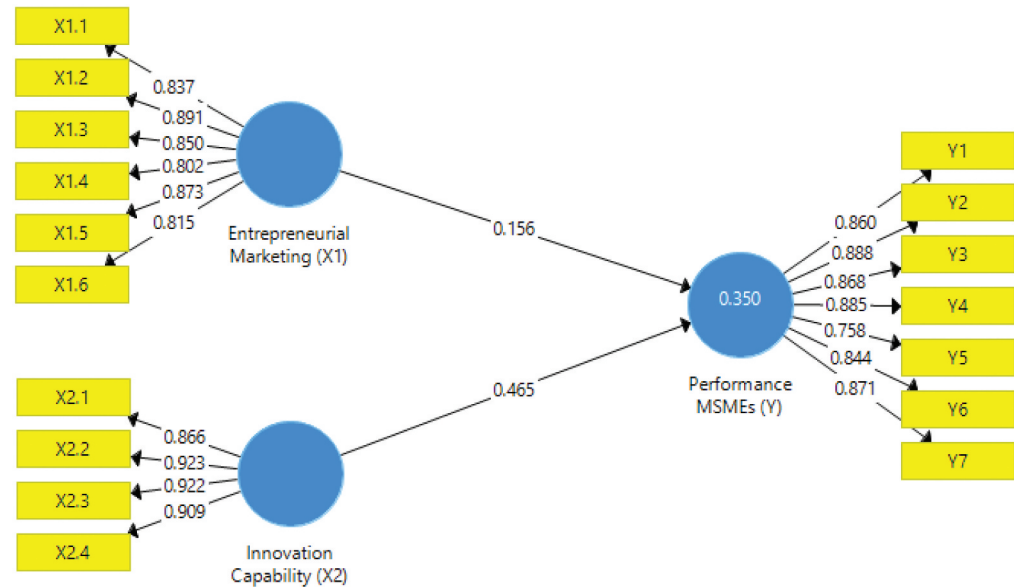 X1.1
X1.2
X1.3
X1.4
X1.5
X1.6
0.837
0.891
0.850
0.802
0.873
0.815
Entrepreneurial
Marketing (X1)
0.156
X2.1
X2.2
X2.3
X2.4
0.866
0.923
0.922
0.909
Innovation
Capability (X2)
0.465
0.350
Performance
MSMEs (Y)
0.860
0.888
0.868
0.885
0.758
0.844
0.871
Y1
Y2
Y3
Y4
Y5
Y6
Y7